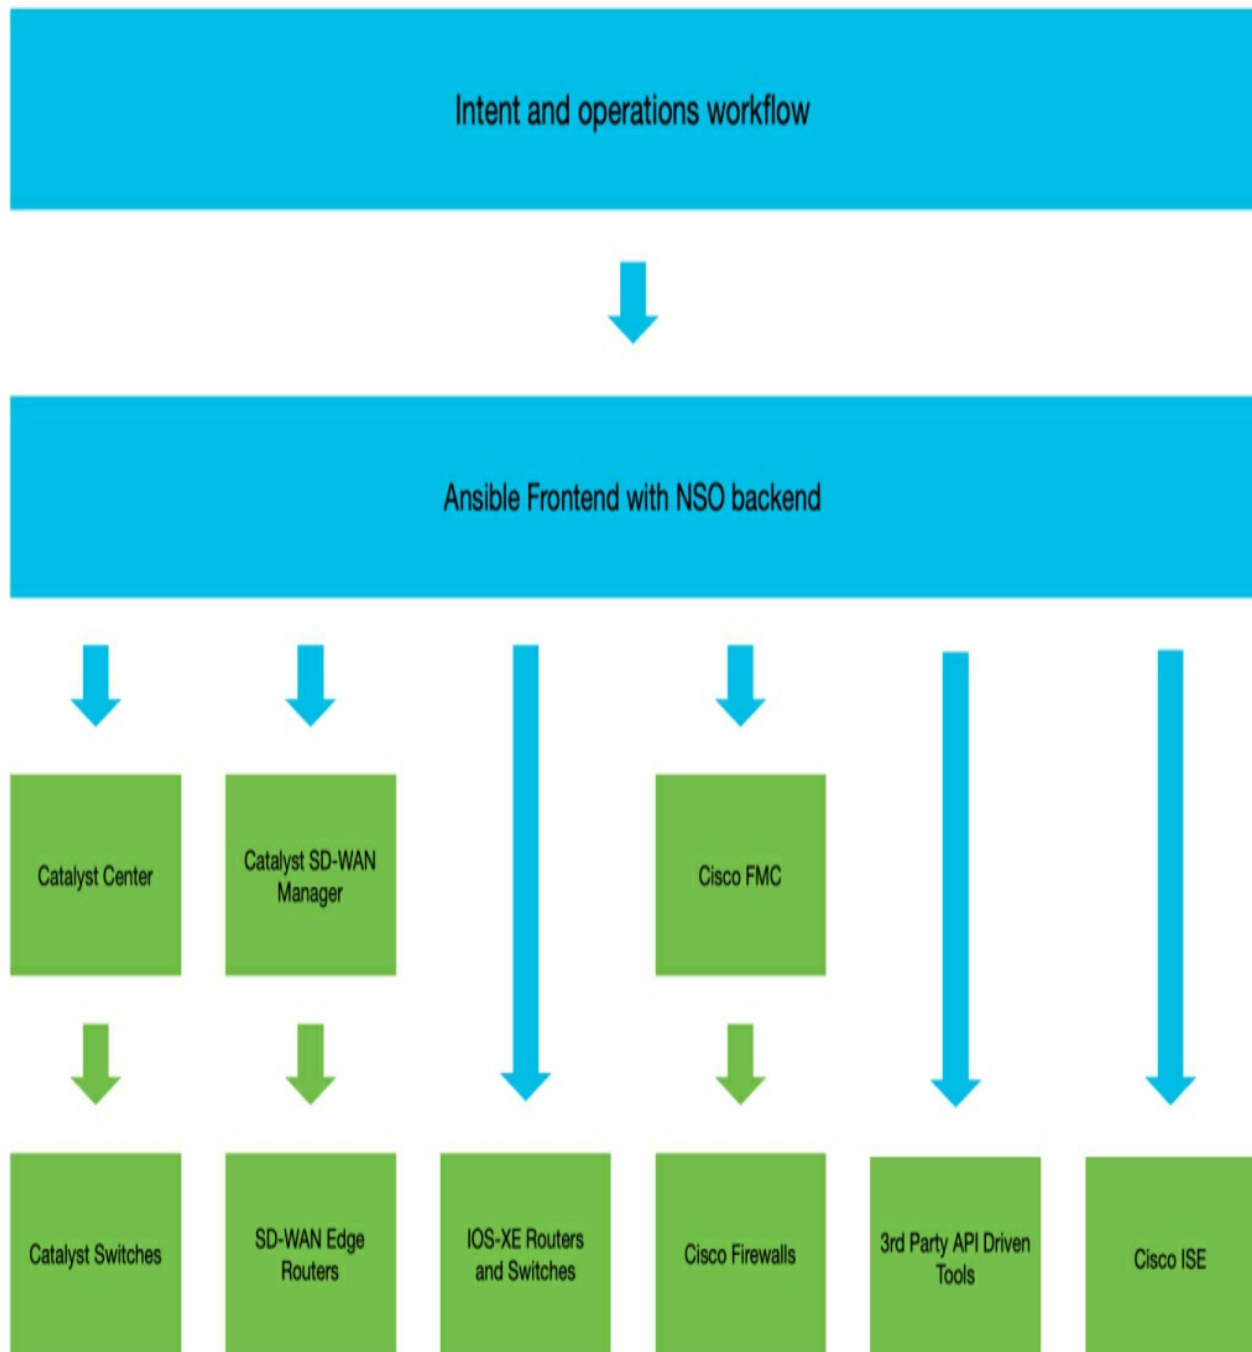 Intent and operations workflow
Ansible Frontend with NSO backend
Catalyst Center
Catalyst SD-WAN
Manager
Cisco FMC
Catalyst Switches
SD-WAN Edge
Routers
IOS-XE Routers
and Switches
Cisco Firewalls
3rd Party API Driven
Tools
Cisco ISE